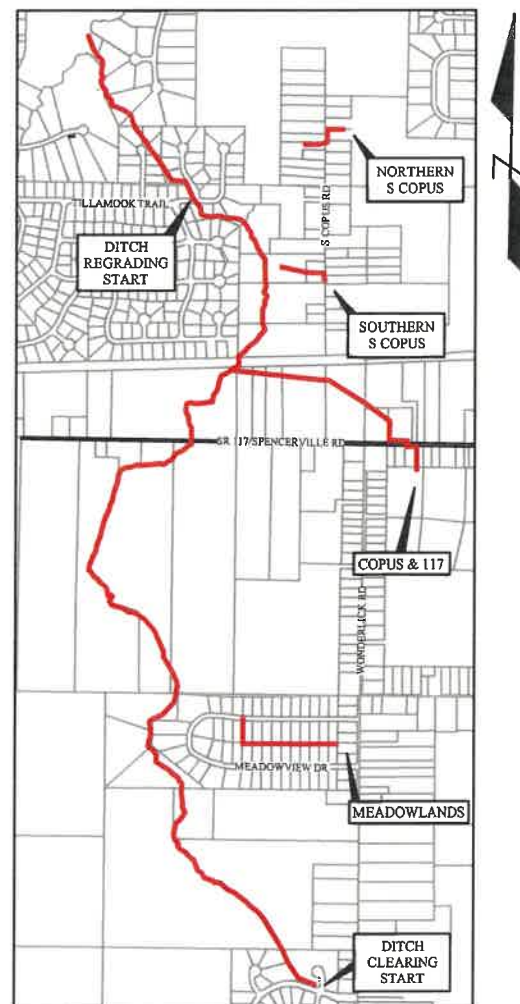 NORTHERN
S COPUS
S COPUS RD
TILLAMOOK TRAIL
DITCH
REGRADING
START
SOUTHERN
S COPUS
SR 117/SPENCERVILLE RD
COPUS & 117
WONDERLICK RD
MEADOWVIEW DR
MEADOWLANDS
DITCH
CLEARING
START